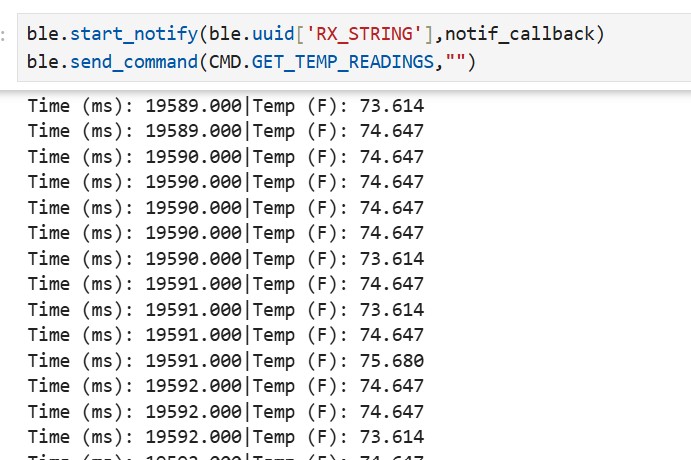 : ble.start_notify(ble.uuid['RX_STRING'],notif_callback)
ble.send_command(CMD.GET_TEMP_READINGS,"")
Time (ms): 19589.000|Temp (F): 73.614
Time (ms): 19589.000|Temp (F): 74.647
Time (ms): 19590.000|Temp (F): 74.647
Time (ms): 19590.000|Temp (F): 74.647
Time (ms): 19590.000|Temp (F): 74.647
Time (ms): 19590.000|Temp (F): 74.647
Time (ms): 19590.000|Temp (F): 73.614
Time (ms): 19591.000|Temp (F): 74.647
Time (ms): 19591.000|Temp (F): 73.614
Time (ms): 19591.000|Temp (F): 74.647
Time (ms): 19591.000|Temp (F): 75.680
Time (ms): 19592.000|Temp (F): 74.647
Time (ms): 19592.000|Temp (F): 74.647
Time (ms): 19592.000|Temp (F): 73.614